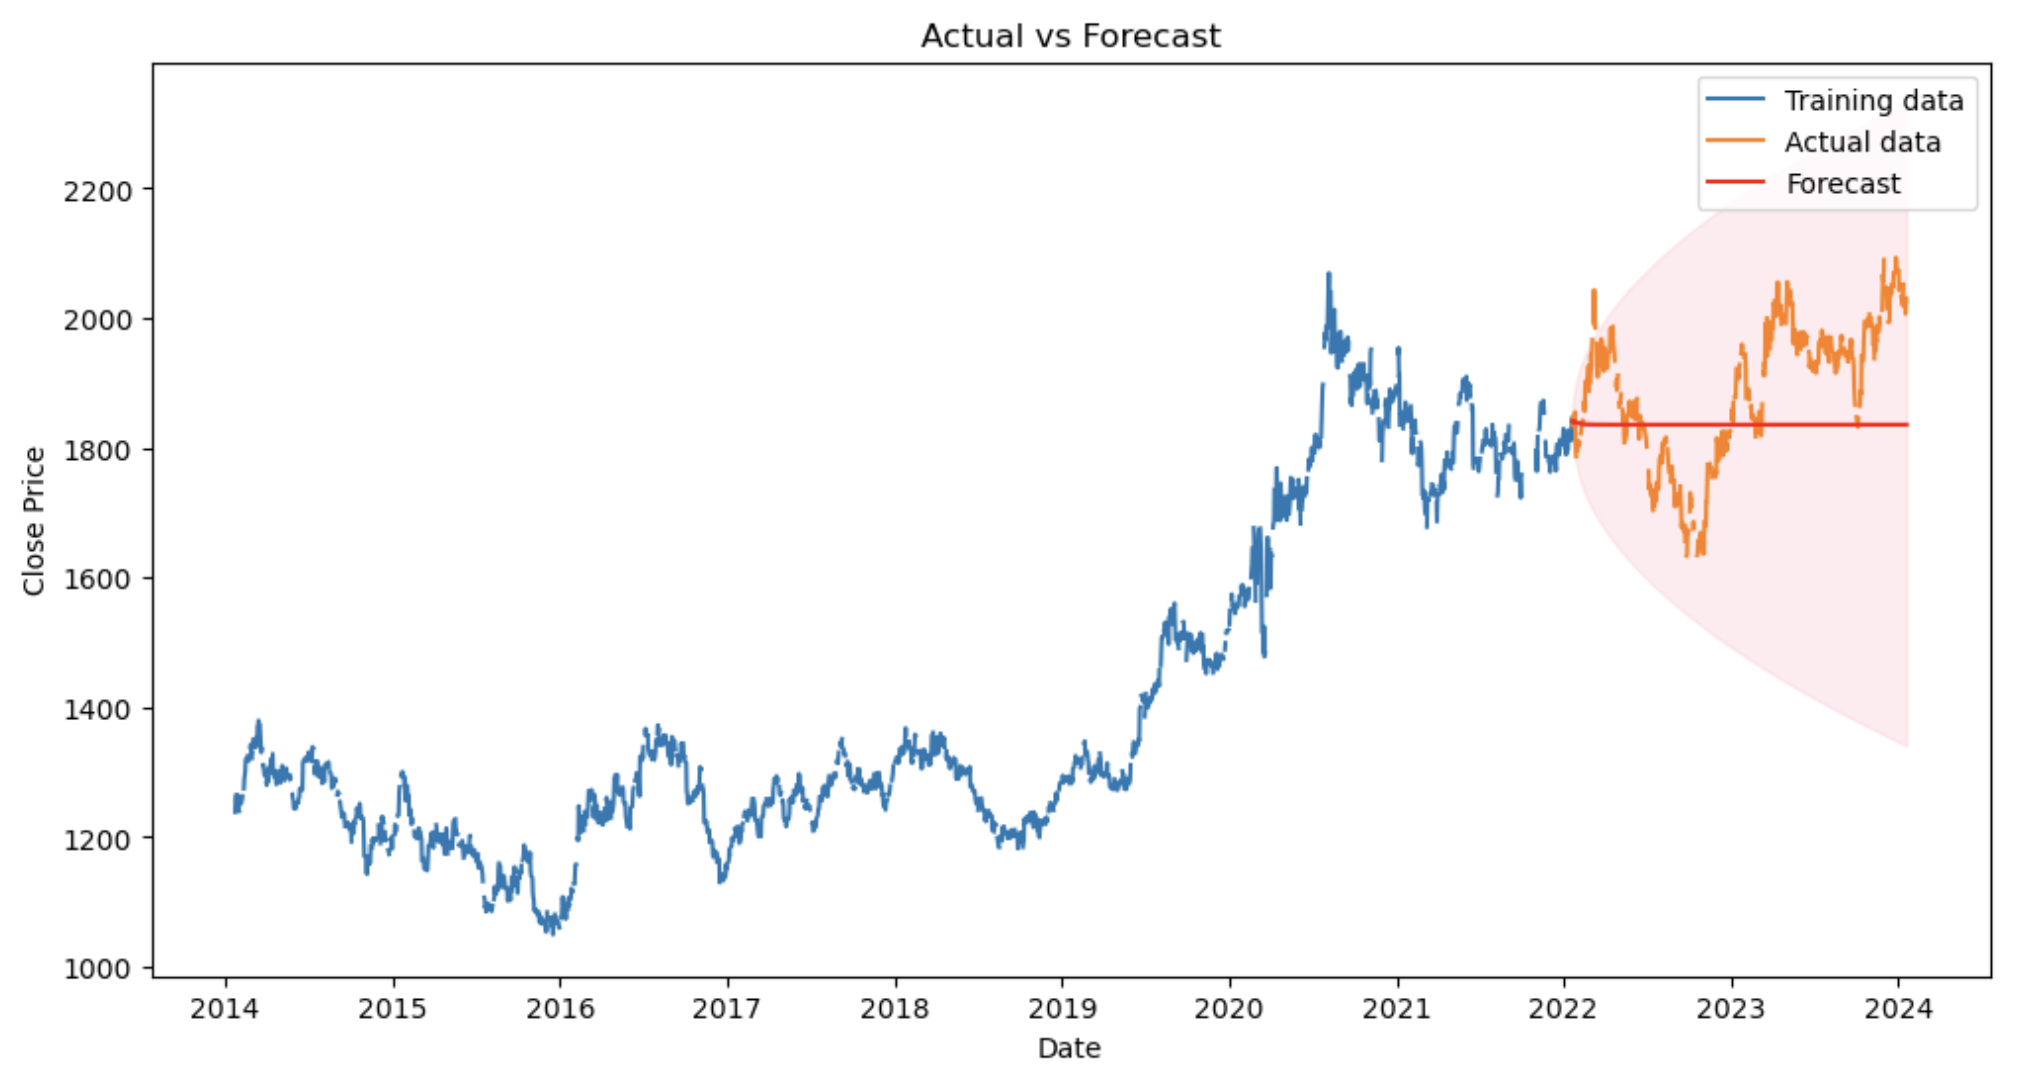 Actual vs Forecast
Training data
Actual data
Forecast
Close Price
2200
2000
1800
1600
1400
1200
1000
2014 2015 2016 2017 2018 2019 2020 2021 2022 2023 2024
Date